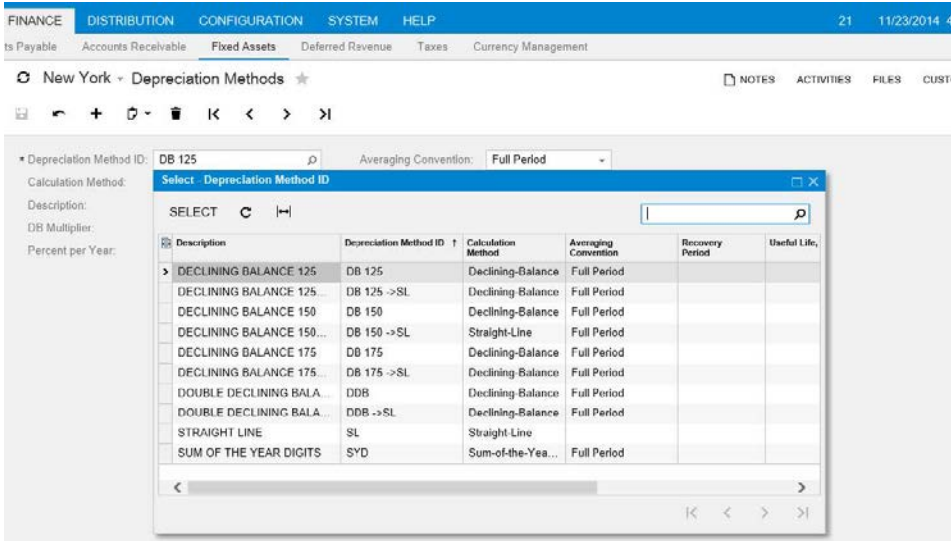 FINANCE DISTRIBUTION CONFIGURATION SYSTEM HELP 21 11/23/2014 4
ts Payable Accounts Receivable Fixed Assets Deferred Revenue Taxes Currency Management
New York Depreciation Methods NOTES ACTIVITIES FILES CUST
* Depreciation Method ID: DB 125 Averaging Convention: Full Period
Calculation Method:
Description:
DB Multiplier:
Percent per Year:
Select - Depreciation Method ID
SELECT
Description Depreciation Method ID ↑ Calculation Method Averaging Convention Recovery Period Useful Life,
DECLINING BALANCE 125 DB 125 Declining-Balance Full Period
DECLINING BALANCE 125... DB 125 ->SL Declining-Balance Full Period
DECLINING BALANCE 150 DB 150 Declining-Balance Full Period
DECLINING BALANCE 150... DB 150 ->SL Straight-Line Full Period
DECLINING BALANCE 175 DB 175 Declining-Balance Full Period
DECLINING BALANCE 175... DB 175 ->SL Declining-Balance Full Period
DOUBLE DECLINING BALA... DDB Declining-Balance Full Period
DOUBLE DECLINING BALA... DDB ->SL Declining-Balance Full Period
STRAIGHT LINE SL Straight-Line
SUM OF THE YEAR DIGITS SYD Sum-of-the-Yea... Full Period